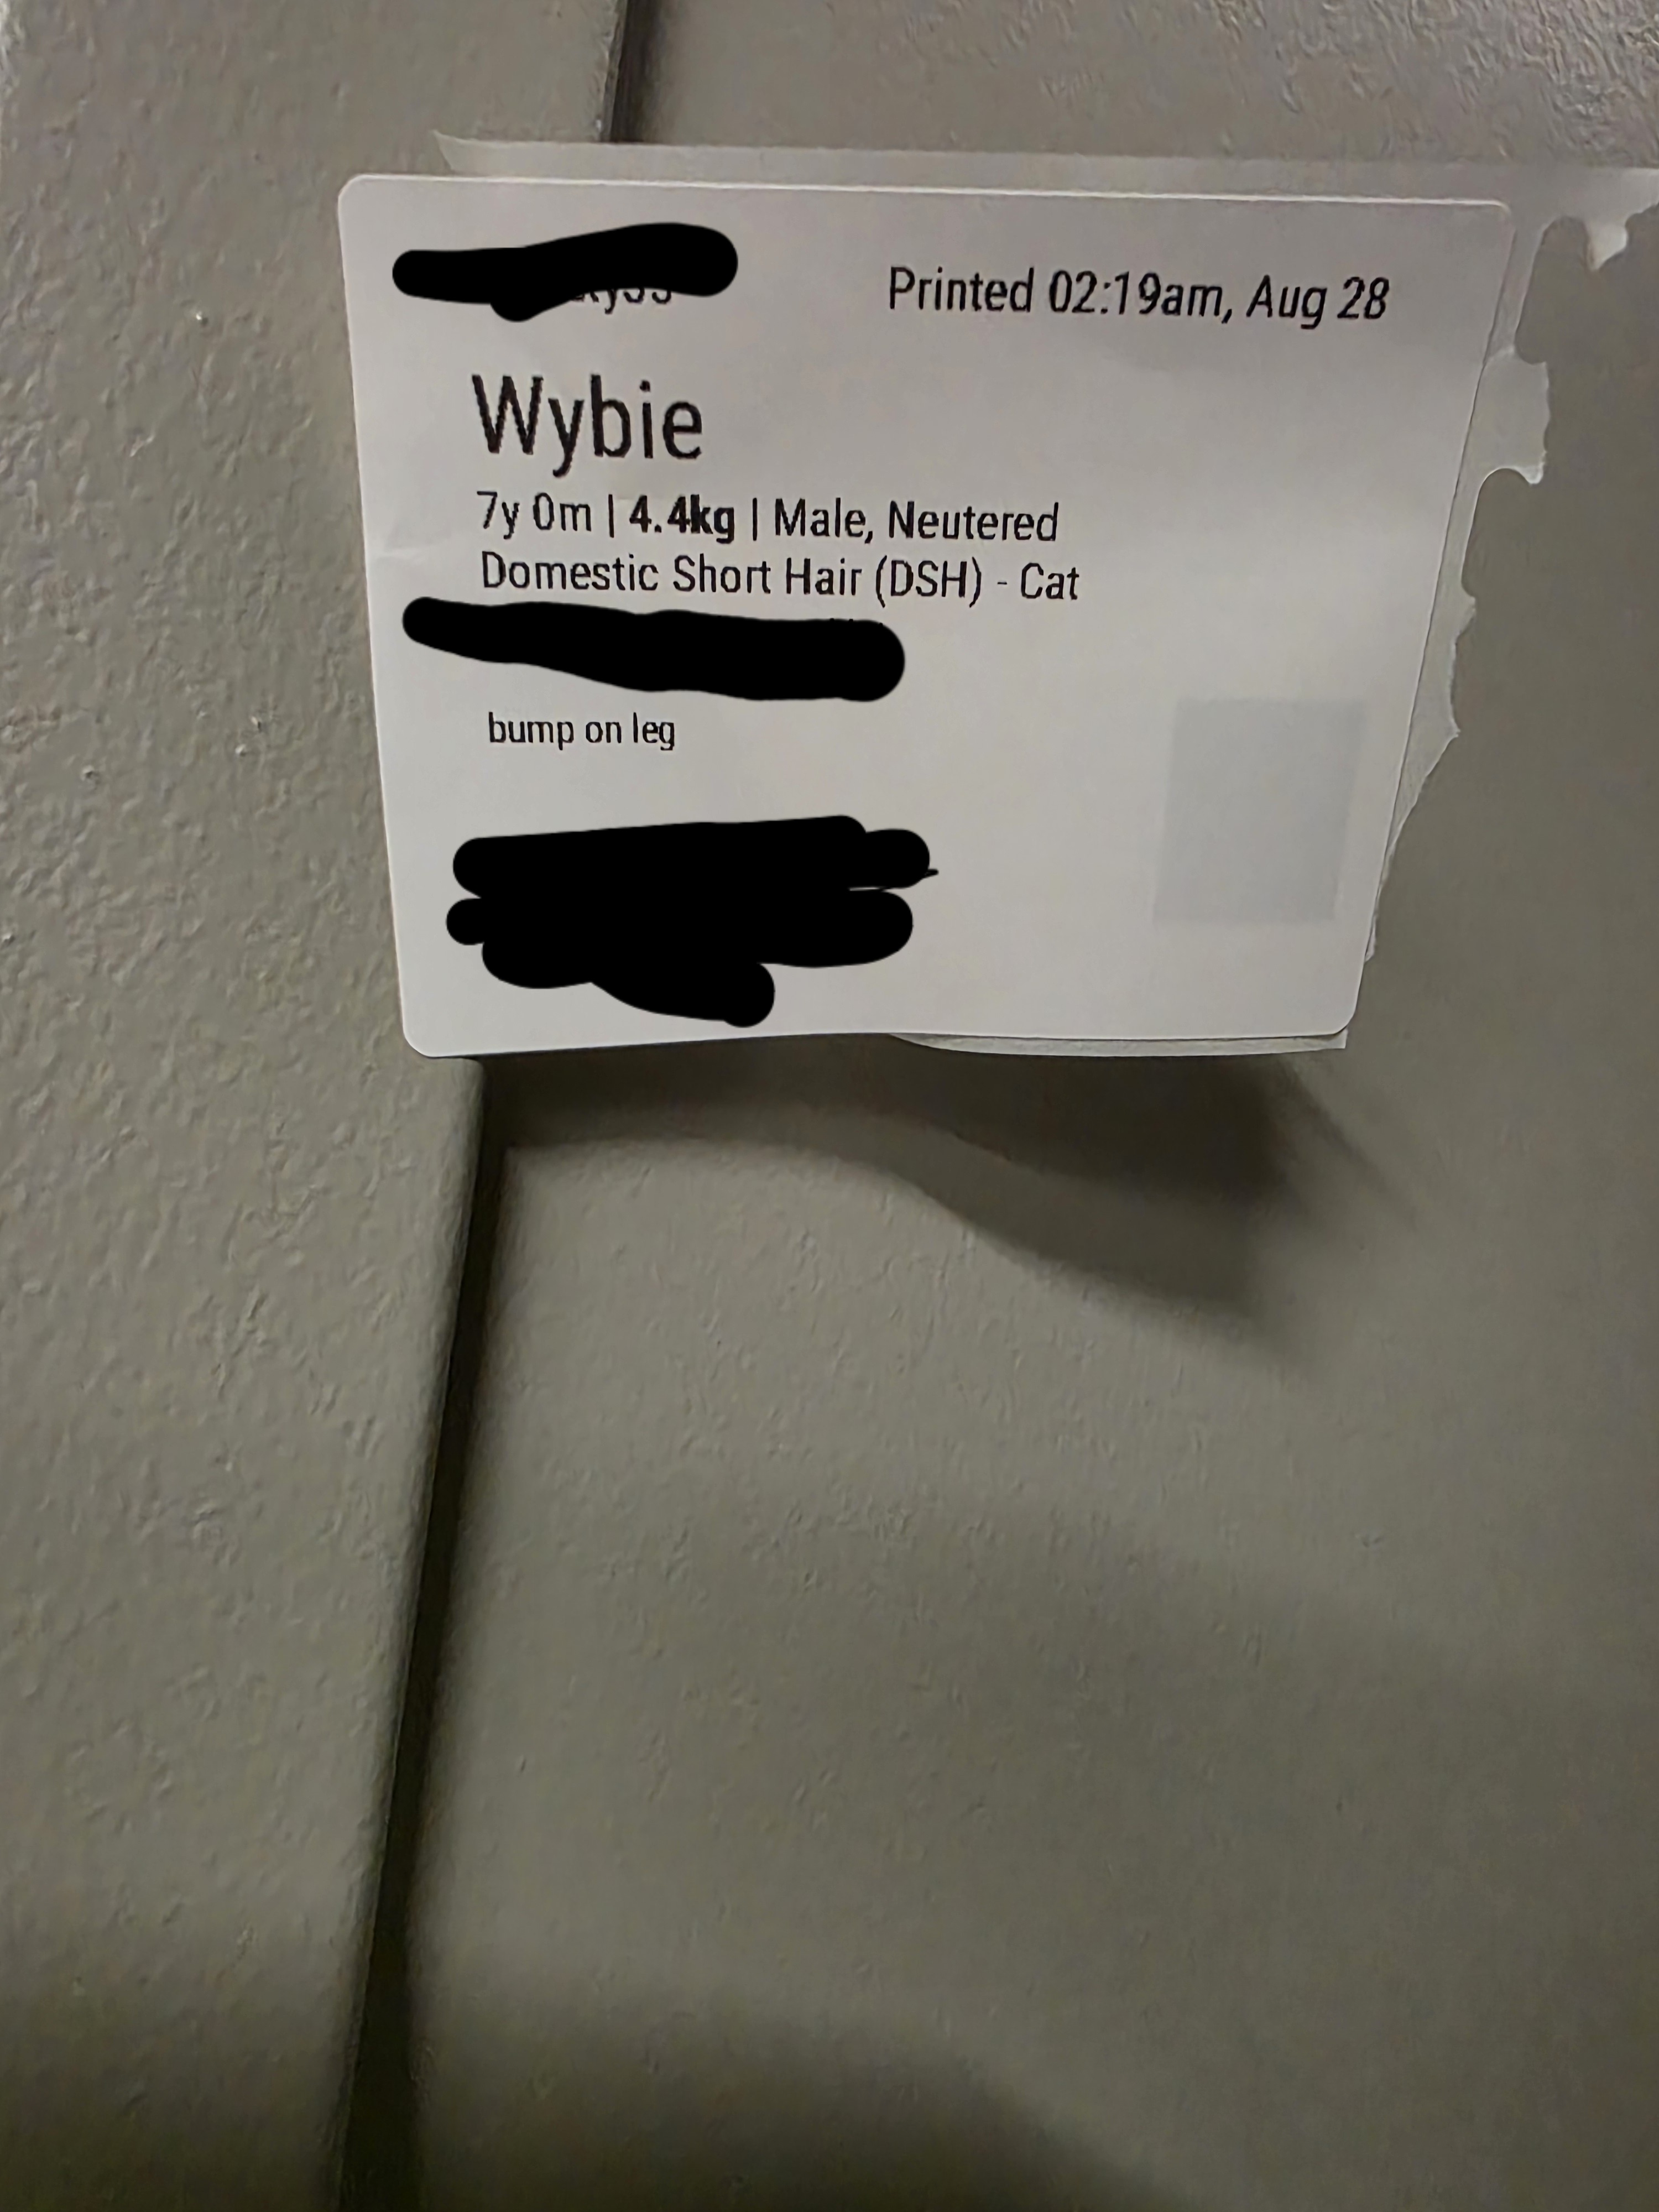 Printed 02:19am, Aug 28
Wybie
7y 0m | 4.4kg | Male, Neutered
Domestic Short Hair (DSH) - Cat
bump on leg